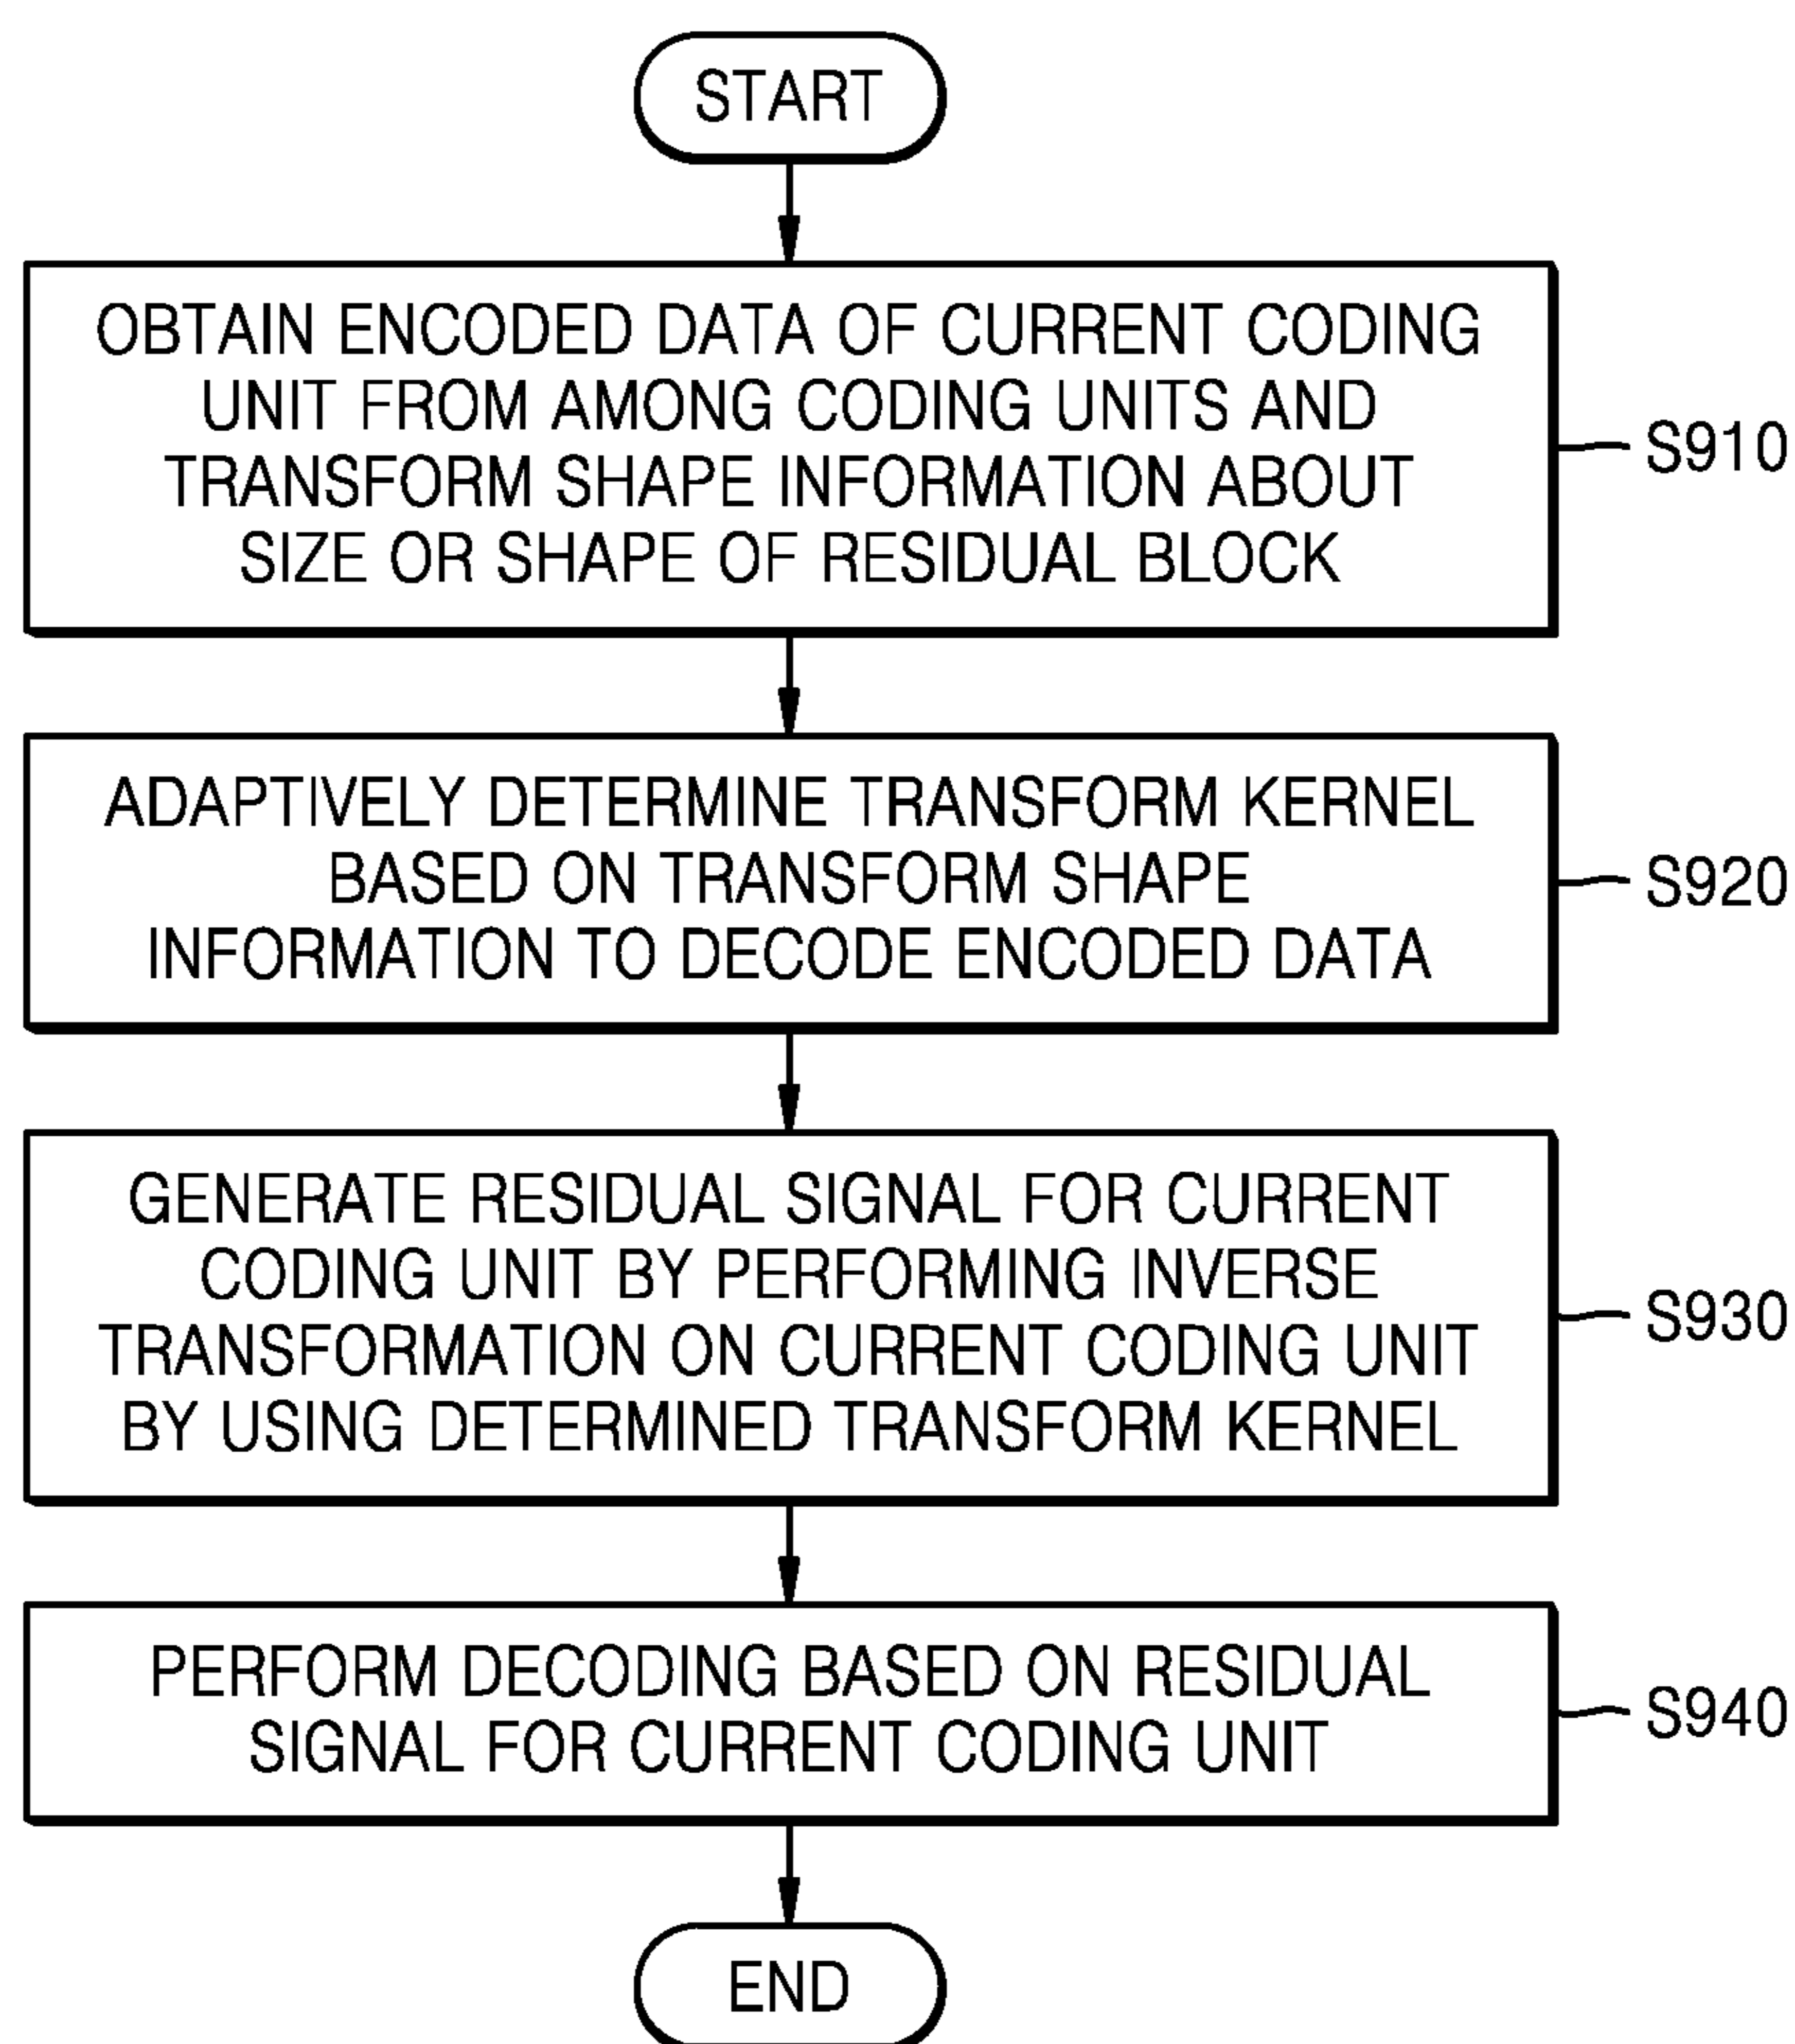 START
OBTAIN ENCODED DATA OF CURRENT CODING
UNIT FROM AMONG CODING UNITS AND
TRANSFORM SHAPE INFORMATION ABOUT
SIZE OR SHAPE OF RESIDUAL BLOCK
S910
ADAPTIVELY DETERMINE TRANSFORM KERNEL
BASED ON TRANSFORM SHAPE
INFORMATION TO DECODE ENCODED DATA
S920
GENERATE RESIDUAL SIGNAL FOR CURRENT
CODING UNIT BY PERFORMING INVERSE
TRANSFORMATION ON CURRENT CODING UNIT
BY USING DETERMINED TRANSFORM KERNEL
S930
PERFORM DECODING BASED ON RESIDUAL
SIGNAL FOR CURRENT CODING UNIT
S940
END